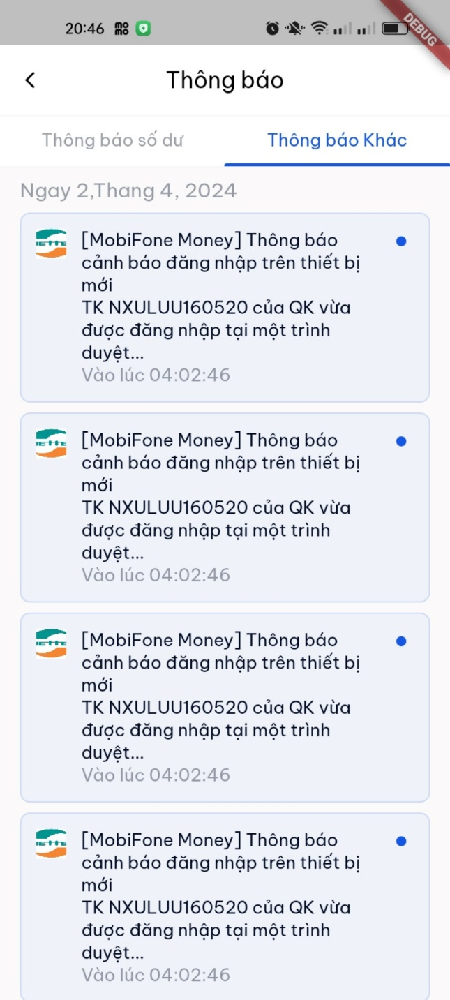 20:46
mo
mo
DEBUG
Thông báo
Thông báo số dư
Thông báo Khác
Ngay 2,Thang 4, 2024
[MobiFone Money] Thông báo
cảnh báo đăng nhập trên thiết bị
mới
TK NXULUU160520 của QK vừa
được đăng nhập tại một trình
duyệt...
Vào lúc 04:02:46
[MobiFone Money] Thông báo
cảnh báo đăng nhập trên thiết bị
mới
TK NXULUU160520 của QK vừa
được đăng nhập tại một trình
duyệt...
Vào lúc 04:02:46
[MobiFone Money] Thông báo
cảnh báo đăng nhập trên thiết bị
mới
TK NXULUU160520 của QK vừa
được đăng nhập tại một trình
duyệt...
Vào lúc 04:02:46
[MobiFone Money] Thông báo
cảnh báo đăng nhập trên thiết bị
mới
TK NXULUU160520 của QK vừa
được đăng nhập tại một trình
duyệt...
Vào lúc 04:02:46